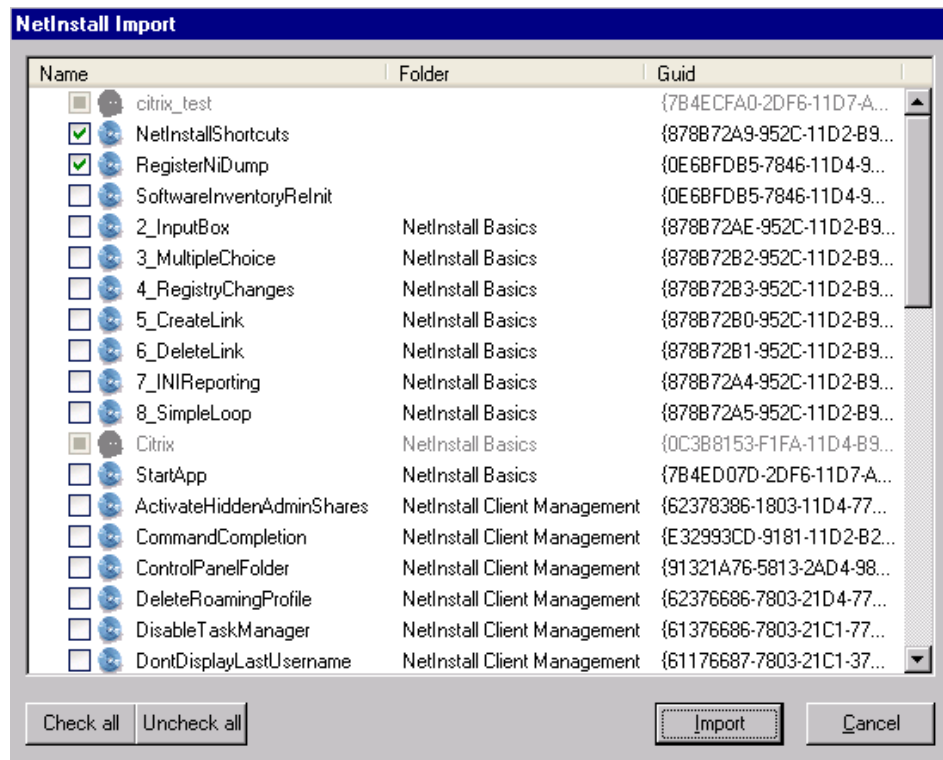 NetInstall Import
Name Folder Guid
citrix_test {7B4ECFA0-2DF6-11D7-A...
NetInstallShortcuts {878B72A9-952C-11D2-B9...
RegisterNiDump {0E6BFDB5-7846-11D4-9...
SoftwareInventoryReInit {0E6BFDB5-7846-11D4-9...
2_InputBox NetInstall Basics {878B72AE-952C-11D2-B9...
3_MultipleChoice NetInstall Basics {878B72B2-952C-11D2-B9...
4_RegistryChanges NetInstall Basics {878B72B3-952C-11D2-B9...
5_CreateLink NetInstall Basics {878B72B0-952C-11D2-B9...
6_DeleteLink NetInstall Basics {878B72B1-952C-11D2-B9...
7_INIReporting NetInstall Basics {878B72A4-952C-11D2-B9...
8_SimpleLoop NetInstall Basics {878B72A5-952C-11D2-B9...
Citrix NetInstall Basics {0C3B8153-F1FA-11D4-B9...
StartApp NetInstall Basics {7B4ED07D-2DF6-11D7-A...
ActivateHiddenAdminShares NetInstall Client Management {62378386-1803-11D4-77...
CommandCompletion NetInstall Client Management {E32993CD-9181-11D2-B2...
ControlPanelFolder NetInstall Client Management {91321A76-5813-2AD4-98...
DeleteRoamingProfile NetInstall Client Management {62376686-7803-21D4-77...
DisableTaskManager NetInstall Client Management {61376686-7803-21C1-77...
DontDisplayLastUsername NetInstall Client Management {61176687-7803-21C1-37...
Check all Uncheck all Import Cancel